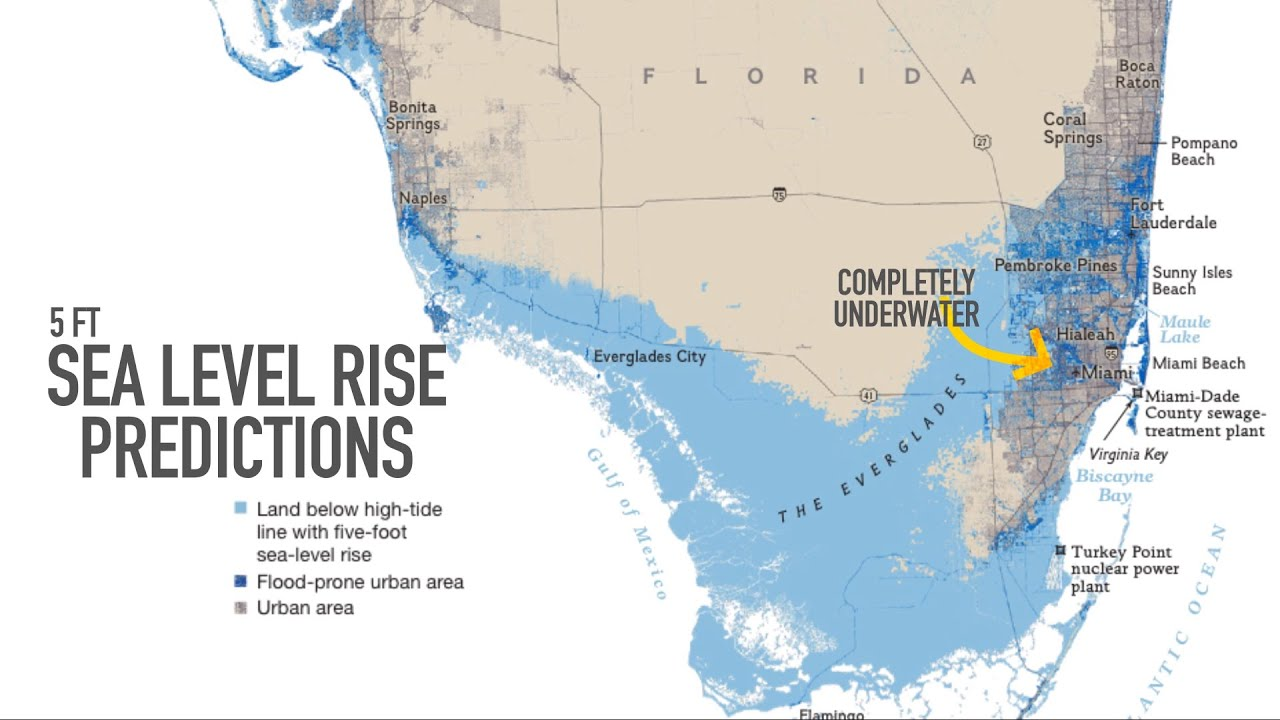 FLORIDA
Boca
Raton
Bonita
Springs
Coral
Springs
27
Pompano
Beach
Naples
75
Fort
Lauderdale
Pembroke Pines
COMPLETELY
UNDERWATER
Sunny Isles
Beach
5 FT
SEA LEVEL RISE
PREDICTIONS
Maule
Lake
Hialeah
95
Everglades City
Miami Beach
Miami
41
Miami-Dade
County sewage-
treatment plant
THE EVERGLADES
Virginia Key
Biscayne
Bay
Gulf of Mexico
Land below high-tide
line with five-foot
sea-level rise
Flood-prone urban area
Urban area
Turkey Point
nuclear power
plant
ANTIC OCEAN
Flamingo